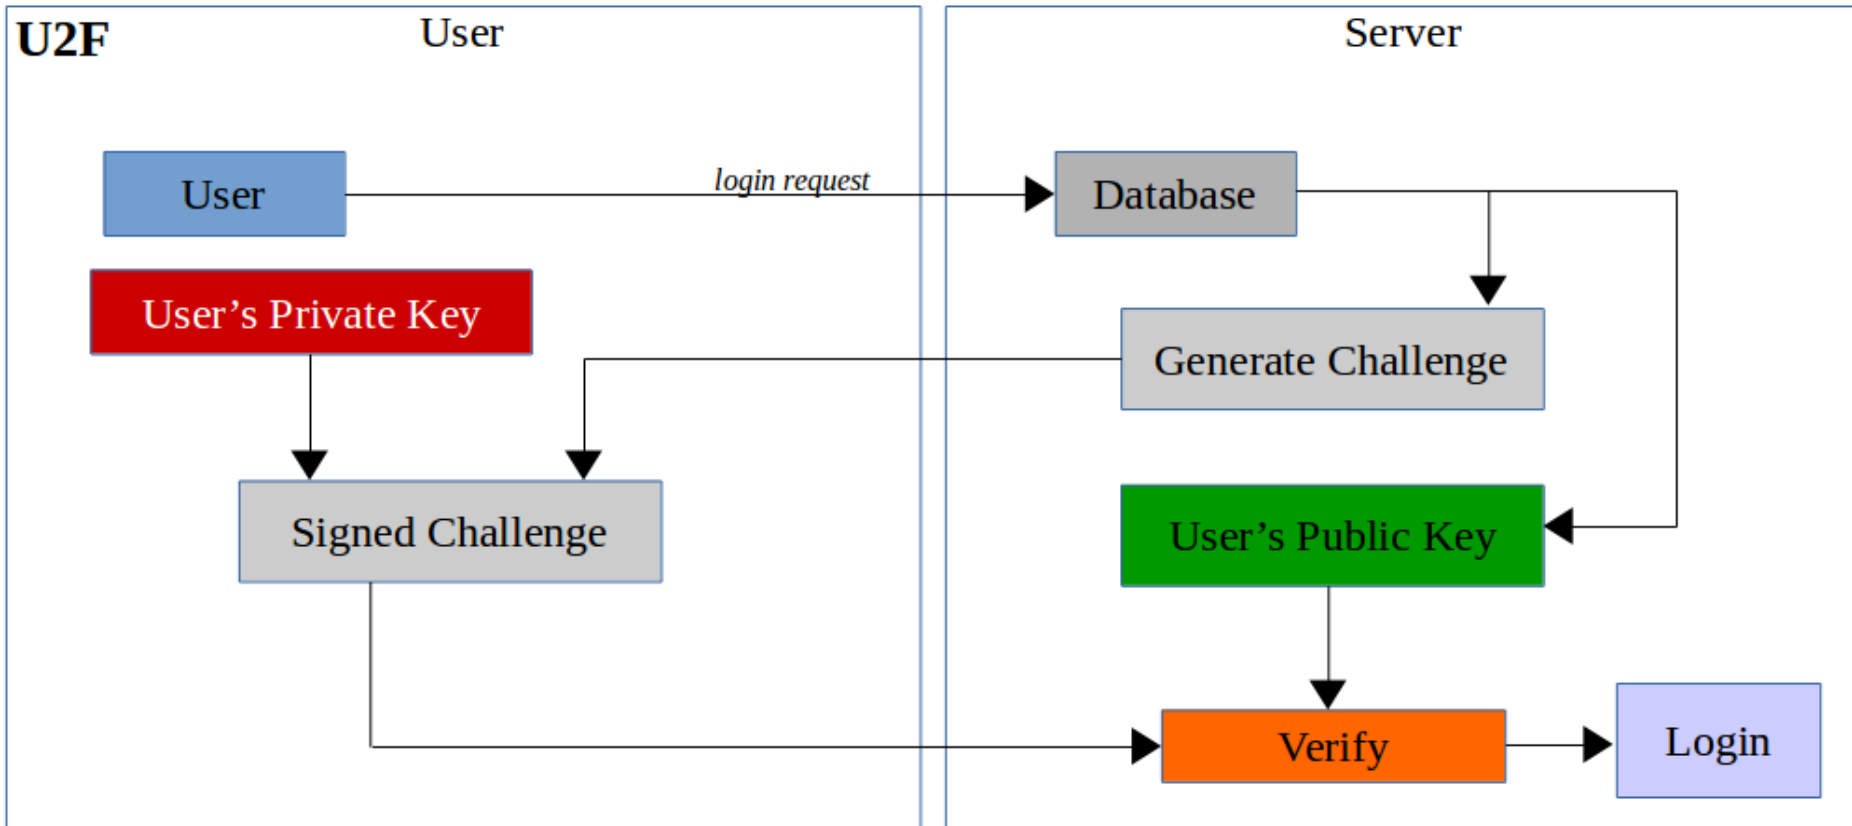 U2F
User
Server
User
login request
Database
User’s Private Key
Generate Challenge
Signed Challenge
User’s Public Key
Verify
Login